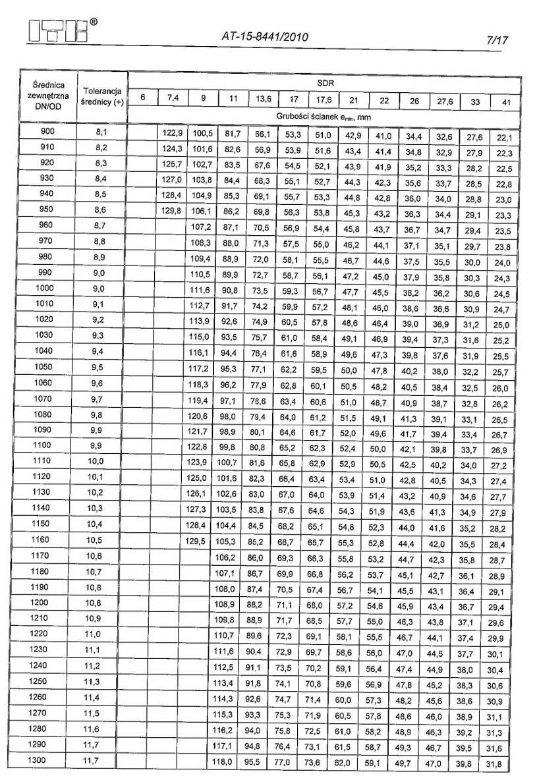 ITB ®
AT-15-8441/2010
7/17
Średnica zewnętrzna DN/OD Tolerancja średnicy (+) SDR
6 7,4 9 11 13,6 17 17,6 21 22 26 27,6 33 41
Grubości ścianek emin, mm
900 8,1 122,9 100,5 81,7 53,3 51,0 42,9 41,0 34,4 32,6 27,6 22,1
910 8,2 124,3 101,6 82,6 53,9 51,6 43,4 41,4 34,8 32,9 27,9 22,3
920 8,3 125,7 102,7 83,5 67,6 54,5 52,1 43,9 41,9 35,2 33,3 28,2 22,5
930 8,4 127,0 103,8 84,4 68,3 55,1 52,7 44,3 42,3 35,6 33,7 28,5 22,8
940 8,5 128,4 104,9 85,3 69,1 55,7 53,3 44,8 42,8 36,0 34,0 28,8 23,0
950 8,6 129,8 106,1 86,2 69,8 56,3 53,8 45,3 43,2 36,3 34,4 29,1 23,3
960 8,7 107,2 87,1 70,5 56,9 54,4 45,8 43,7 36,7 34,7 29,4 23,5
970 8,8 108,3 88,0 71,3 57,5 55,0 46,2 44,1 37,1 35,1 29,7 23,8
980 8,9 109,4 88,9 72,0 58,1 55,5 46,7 44,6 37,5 35,5 30,0 24,0
990 9,0 110,5 89,9 72,7 58,7 56,1 47,2 45,0 37,9 35,8 30,3 24,3
1000 9,0 111,6 90,8 73,5 59,3 56,7 47,7 45,5 38,2 36,2 30,6 24,5
1010 9,1 112,7 91,7 74,2 59,9 57,2 48,1 46,0 38,6 36,6 30,9 24,7
1020 9,2 113,9 92,6 74,9 60,5 57,8 48,6 46,4 39,0 36,9 31,2 25,0
1030 9,3 115,0 93,5 75,7 61,0 58,4 49,1 46,9 39,4 37,3 31,6 25,2
1040 9,4 116,1 94,4 76,4 61,6 58,9 49,6 47,3 39,8 37,6 31,9 25,5
1050 9,5 117,2 95,3 77,1 62,2 59,5 50,0 47,8 40,2 38,0 32,2 25,7
1060 9,6 118,3 96,2 77,9 62,8 60,1 50,5 48,2 40,5 38,4 32,5 26,0
1070 9,7 119,4 97,1 78,6 63,4 60,6 51,0 48,7 40,9 38,7 32,8 26,2
1080 9,8 120,6 98,0 79,4 64,0 61,2 51,5 49,1 41,3 39,1 33,1 26,5
1090 9,9 121,7 98,9 80,1 64,6 61,7 52,0 49,6 41,7 39,4 33,4 26,7
1100 9,9 122,8 99,8 80,8 65,2 62,3 52,4 50,0 42,1 39,8 33,7 26,9
1110 10,0 123,9 100,7 81,6 65,8 62,9 52,9 50,5 42,5 40,2 34,0 27,2
1120 10,1 125,0 101,6 82,3 66,4 63,4 53,4 51,0 42,8 40,5 34,3 27,4
1130 10,2 126,1 102,6 83,0 67,0 64,0 53,9 51,4 43,2 40,9 34,6 27,7
1140 10,3 127,3 103,5 83,8 67,6 64,6 54,3 51,9 43,6 41,3 34,9 27,9
1150 10,4 128,4 104,4 84,5 68,2 65,1 54,8 52,3 44,0 41,6 35,2 28,2
1160 10,5 129,5 105,3 85,2 68,7 65,7 55,3 52,8 44,4 42,0 35,5 28,4
1170 10,6 106,2 86,0 69,3 66,3 55,8 53,2 44,7 42,3 35,8 28,7
1180 10,7 107,1 86,7 69,9 66,8 56,2 53,7 45,1 42,7 36,1 28,9
1190 10,8 108,0 87,4 70,5 67,4 56,7 54,1 45,5 43,1 36,4 29,1
1200 10,8 108,9 88,2 71,1 68,0 57,2 54,6 45,9 43,4 36,7 29,4
1210 10,9 109,8 88,9 71,7 68,5 57,7 55,0 46,3 43,8 37,1 29,6
1220 11,0 110,7 89,6 72,3 69,1 58,1 55,5 46,7 44,1 37,4 29,9
1230 11,1 111,6 90,4 72,9 69,7 58,6 56,0 47,0 44,5 37,7 30,1
1240 11,2 112,5 91,1 73,5 70,2 59,1 56,4 47,4 44,9 38,0 30,4
1250 11,3 113,4 91,8 74,1 70,8 59,6 56,9 47,8 45,2 38,3 30,6
1260 11,4 114,3 92,6 74,7 71,4 60,0 57,3 48,2 45,6 38,6 30,9
1270 11,5 115,3 93,3 75,3 71,9 60,5 57,8 48,6 46,0 38,9 31,1
1280 11,6 116,2 94,0 75,8 72,5 61,0 58,2 48,9 46,3 39,2 31,3
1290 11,7 117,1 94,8 76,4 73,1 61,5 58,7 49,3 46,7 39,5 31,6
1300 11,7 118,0 95,5 77,0 73,6 62,0 59,1 49,7 47,0 39,8 31,8